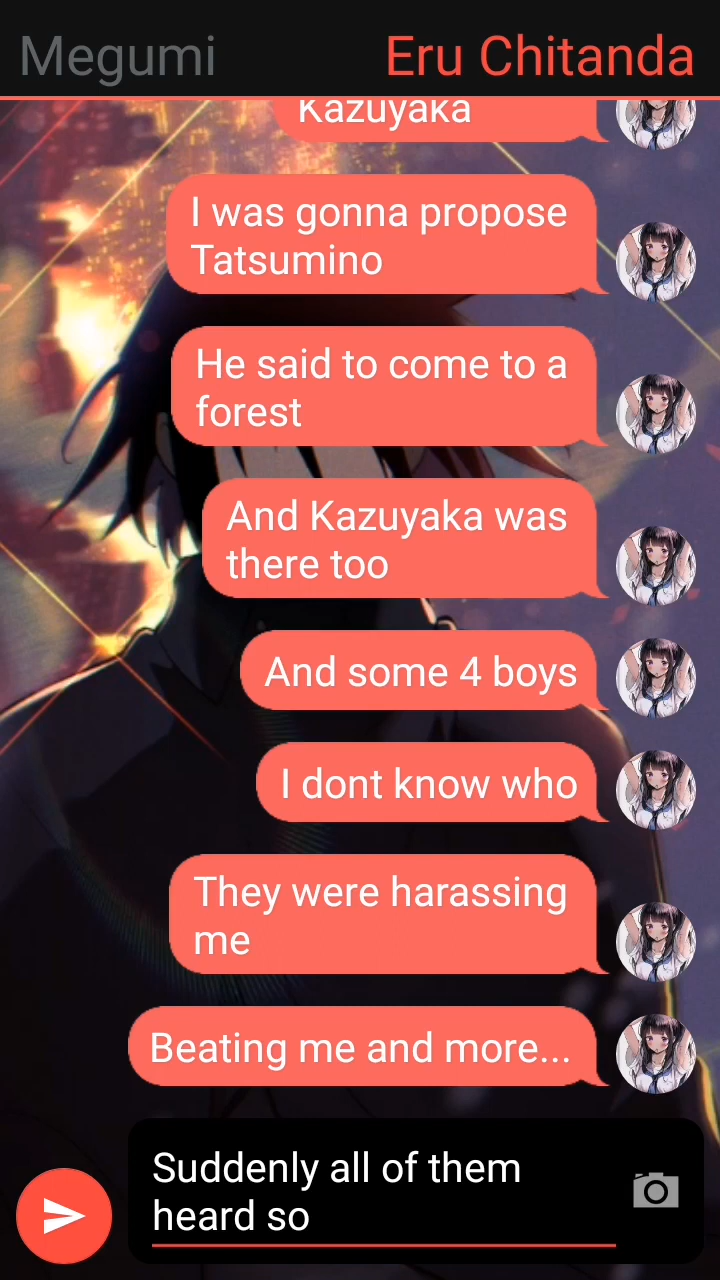 Megumi
Eru Chitanda
Kazuyaka
I was gonna propose
Tatsumino
He said to come to a
forest
And Kazuyaka was
there too
And some 4 boys
I dont know who
They were harassing
me
Beating me and more...
Suddenly all of them
heard so